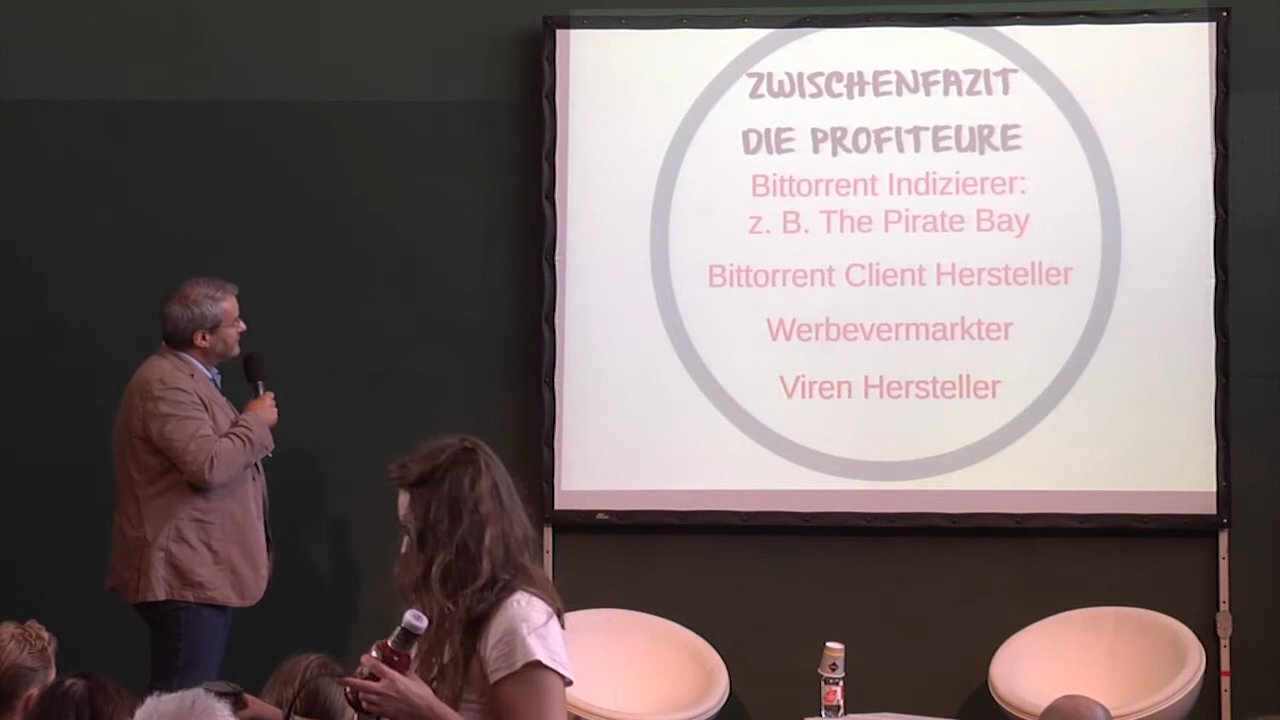 ZWISCHENFAZIT
DIE PROFITEURE
Bittorrent Indizierer:
z. B. The Pirate Bay
Bittorrent Client Hersteller
Werbevermarkter
Viren Hersteller